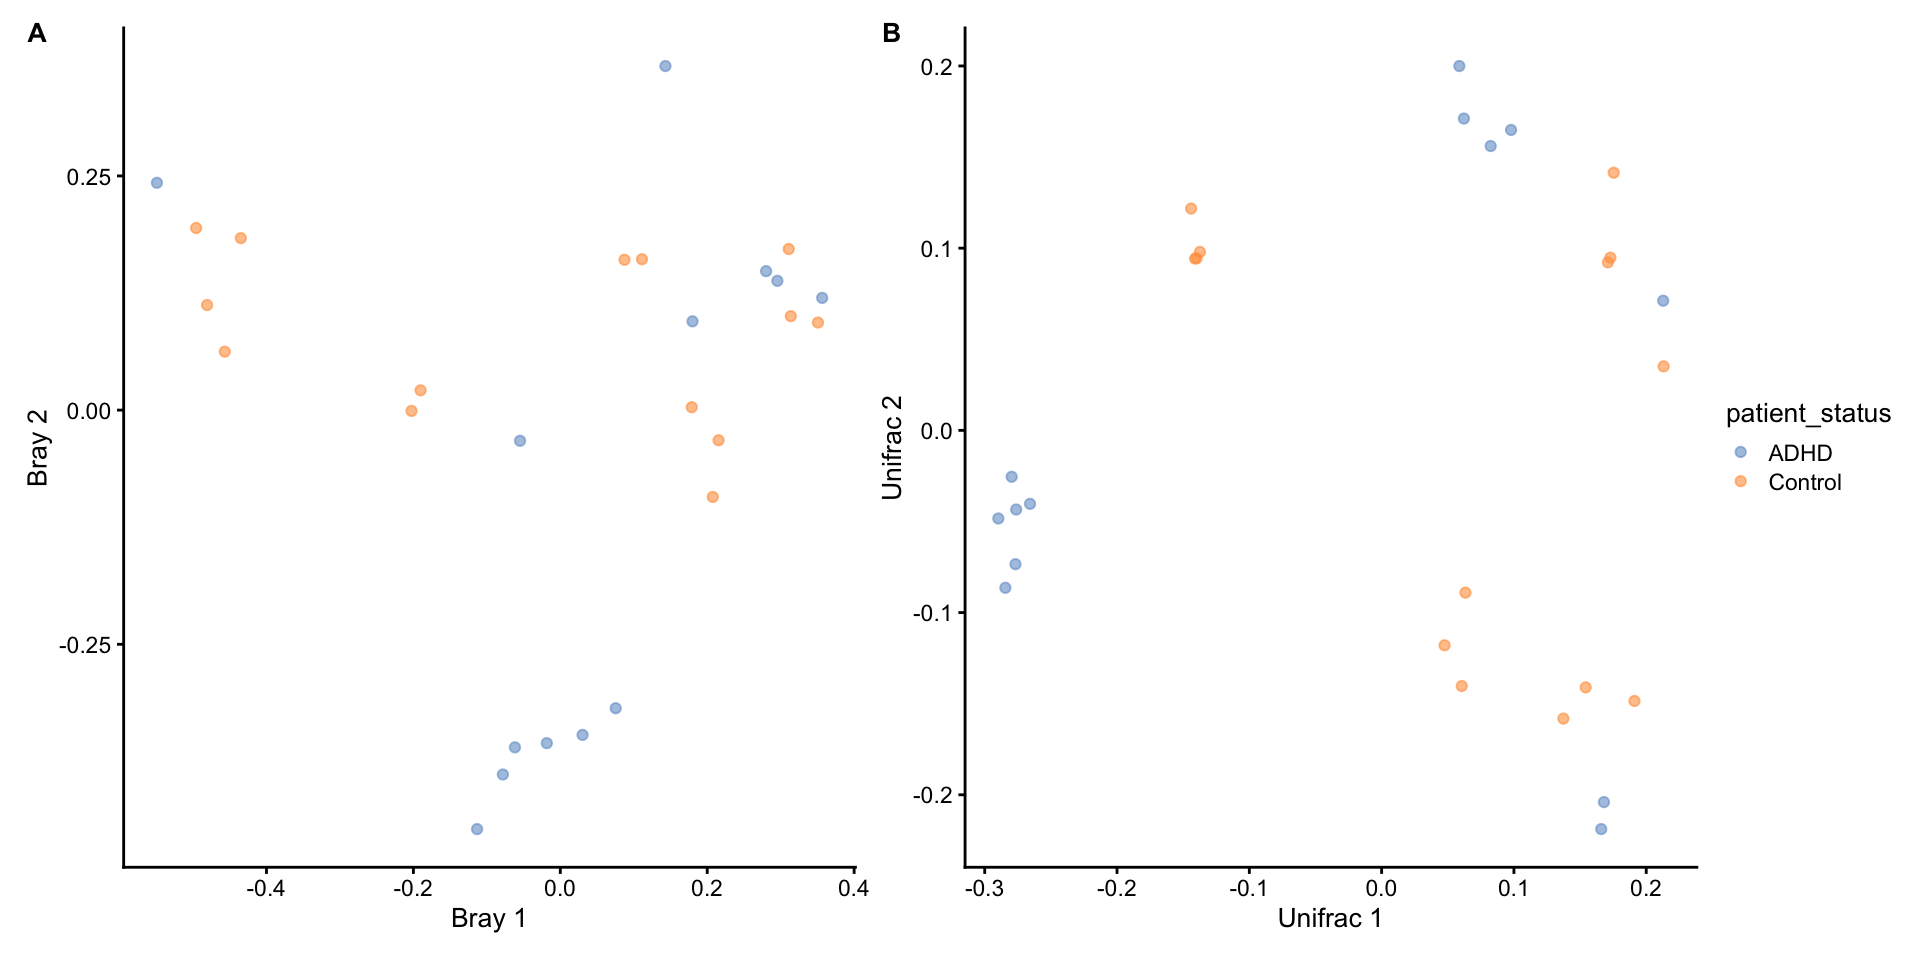 A
0.25
0.00
-0.25
Bray 2
-0.4 -0.2 0.0 0.2 0.4
Bray 1
B
0.2
0.1
0.0
-0.1
-0.2
Unifrac 2
-0.3 -0.2 -0.1 0.0 0.1 0.2
Unifrac 1
patient_status
ADHD
Control